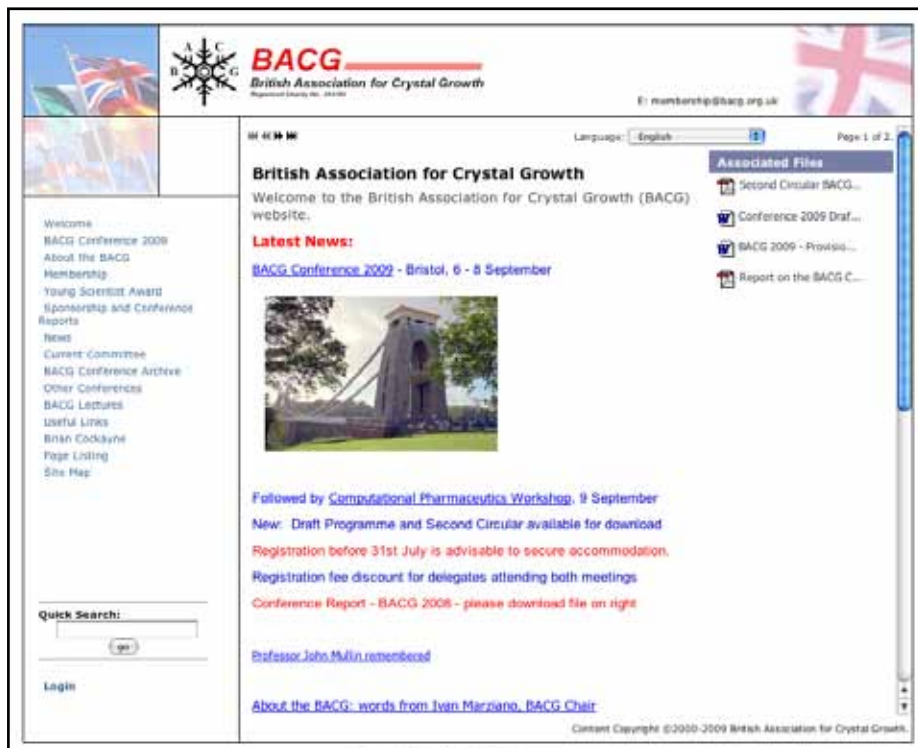 A C
B G
BACG
British Association for Crystal Growth
E: membership@bacg.org.uk
Language: English
Page 1 of 2.
Welcome
BACG Conference 2009
About the BACG
Membership
Young Scientist Award
Sponsorship and Conference
Reports
News
Current Committee
BACG Conference Archive
Other Conferences
BACG Lectures
Useful Links
Brian Cockayne
Page Listing
Site Map
Quick Search:
go
Login
British Association for Crystal Growth
Welcome to the British Association for Crystal Growth (BACG)
website.
Latest News:
BACG Conference 2009 - Bristol, 6 - 8 September
Followed by Computational Pharmaceutics Workshop, 9 September
New: Draft Programme and Second Circular available for download
Registration before 31st July is advisable to secure accommodation.
Registration fee discount for delegates attending both meetings
Conference Report - BACG 2008 - please download file on right
Professor John Mullin remembered
About the BACG: words from Ivan Marziano, BACG Chair
Associated Files
Second Circular BACG...
Conference 2009 Draf...
BACG 2009 - Provisio...
Report on the BACG C...
Content Copyright ©2000-2009 British Association for Crystal Growth.